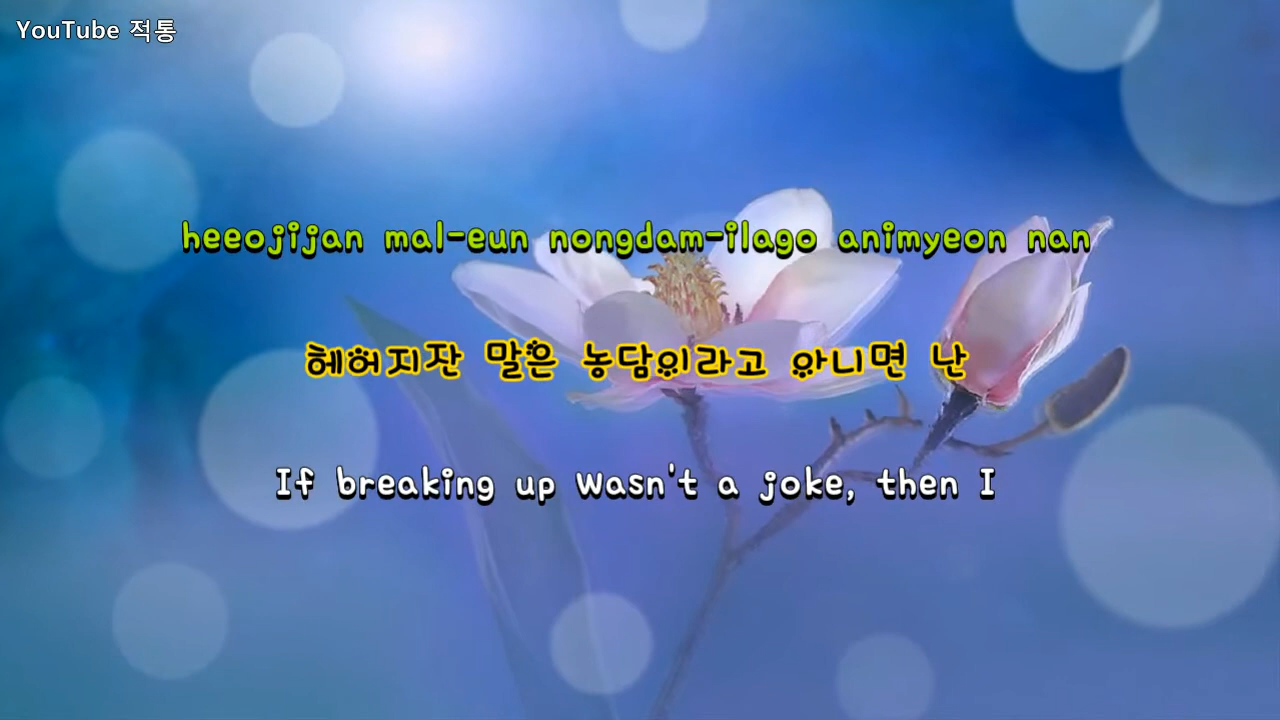 YouTube 적통
heeojijan mal-eun nongdam-ilago animyeon nan
헤어지잔 말은 농담이라고 아니면 난
If breaking up wasn't a joke, then I